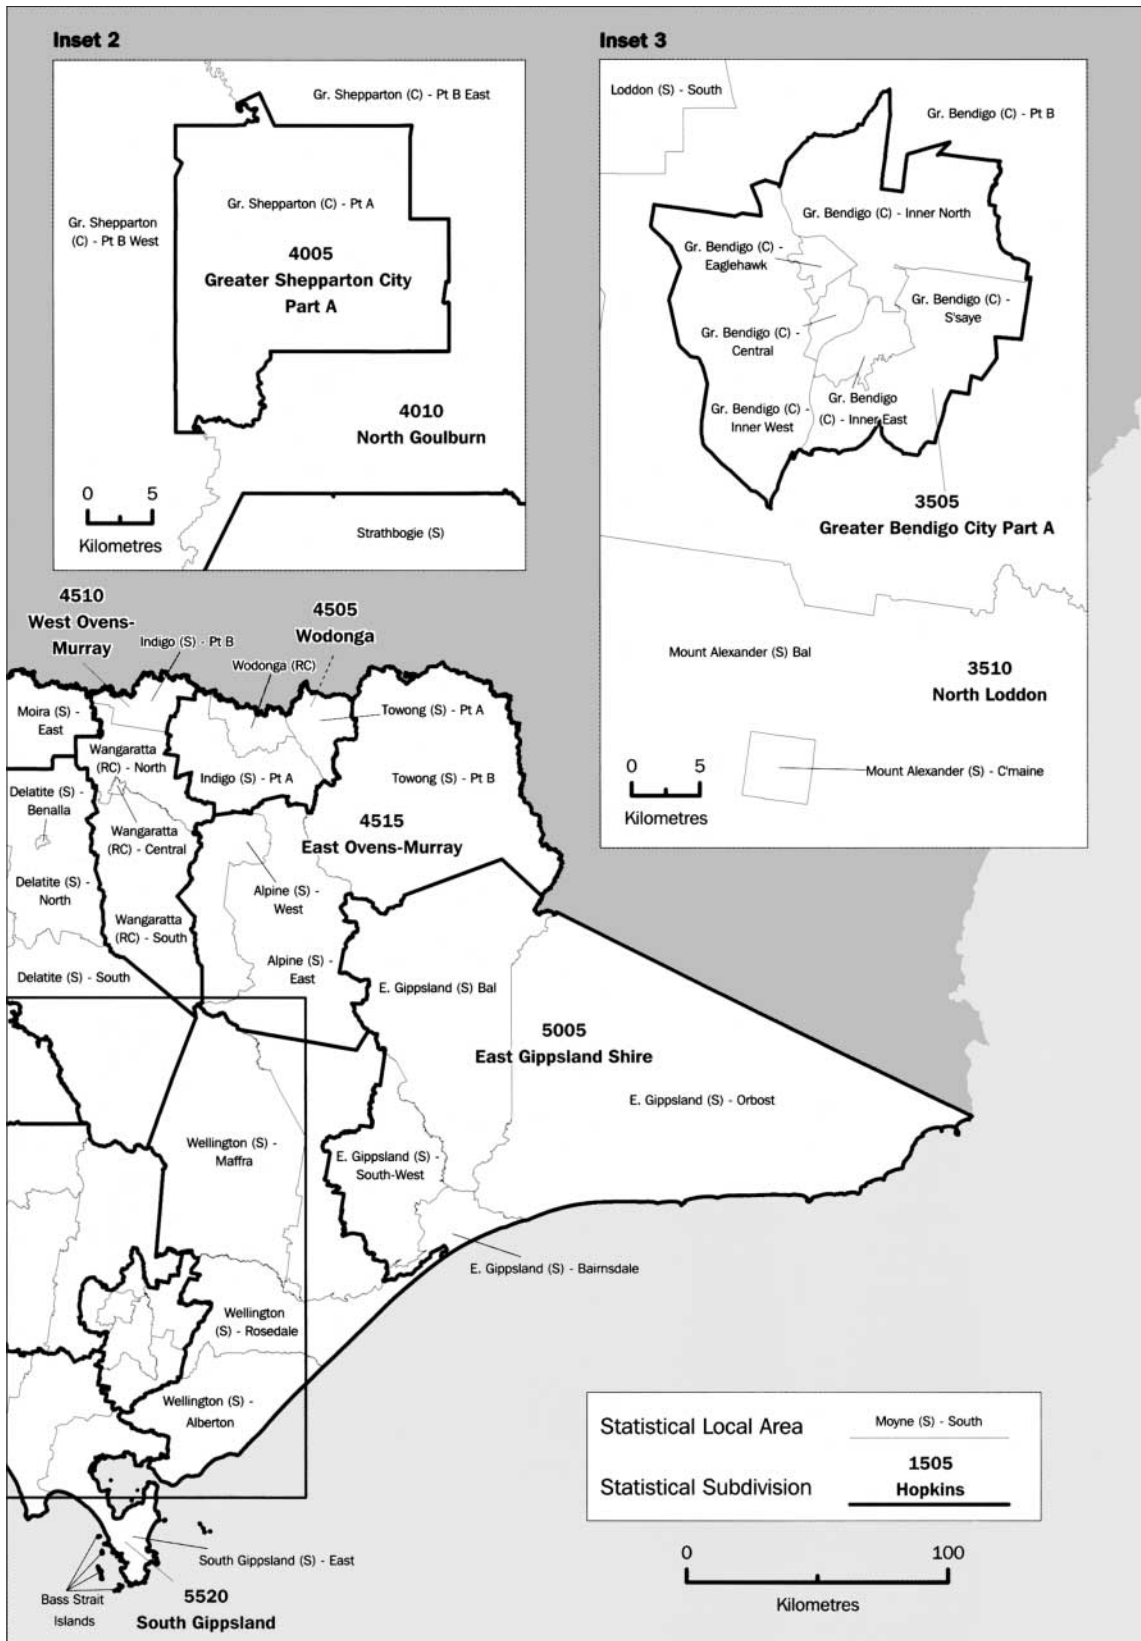 Inset 2
Gr. Shepparton (C) - Pt B East
Gr. Shepparton (C) - Pt A
Gr. Shepparton
(C) - Pt B West
4005
Greater Shepparton City
Part A
4010
North Goulburn
0 5
Kilometres
Strathbogie (S)
Inset 3
Loddon (S) - South
Gr. Bendigo (C) - Pt B
Gr. Bendigo (C) - Inner North
Gr. Bendigo (C) -
Eaglehawk
Gr. Bendigo (C) -
S'saye
Gr. Bendigo (C) -
Central
Gr. Bendigo
(C) - Inner East
Gr. Bendigo (C) -
Inner West
3505
Greater Bendigo City Part A
Mount Alexander (S) Bal
3510
North Loddon
0 5
Kilometres
Mount Alexander (S) - C'maine
4510
West Ovens-
Murray
Indigo (S) - Pt B
4505
Wodonga
Wodonga (RC)
Moira (S) -
East
Towong (S) - Pt A
Wangaratta
(RC) - North
Indigo (S) - Pt A
Towong (S) - Pt B
Delatite (S) -
Benalla
Wangaratta
(RC) - Central
4515
East Ovens-Murray
Delatite (S) -
North
Alpine (S) -
West
Wangaratta
(RC) - South
Delatite (S) - South
Alpine (S) -
East
E. Gippsland (S) Bal
5005
East Gippsland Shire
E. Gippsland (S) - Orbost
Wellington (S) -
Maffra
E. Gippsland (S) -
South-West
E. Gippsland (S) - Bairnsdale
Wellington
(S) - Rosedale
Wellington (S) -
Alberton
Statistical Local Area
Moyne (S) - South
Statistical Subdivision
1505
Hopkins
South Gippsland (S) - East
Bass Strait
Islands
5520
South Gippsland
0 100
Kilometres